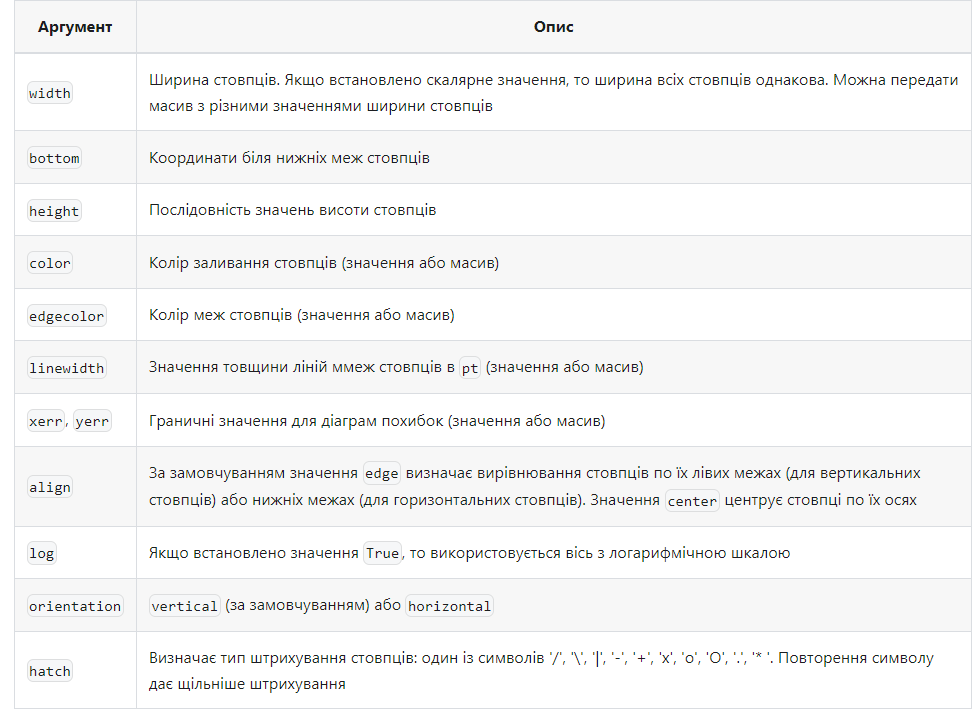 Аргумент Опис
width Ширина стовпців. Якщо встановлено скалярне значення, то ширина всіх стовпців однакова. Можна передати
масив з різними значеннями ширини стовпців
bottom Координати біля нижніх меж стовпців
height Послідовність значень висоти стовпців
color Колір заливання стовпців (значення або масив)
edgecolor Колір меж стовпців (значення або масив)
linewidth Значення товщини ліній ммеж стовпців в pt (значення або масив)
xerr, yerr Граничні значення для діаграм похибок (значення або масив)
align За замовчуванням значення edge визначає вирівнювання стовпців по їх лівих межах (для вертикальних
стовпців) або нижніх межах (для горизонтальних стовпців). Значення center центрує стовпці по їх осях
log Якщо встановлено значення True, то використовується вісь з логарифмічною шкалою
orientation vertical (за замовчуванням) або horizontal
hatch Визначає тип штрихування стовпців: один із символів '/', '\', '|', '-', '+', 'x', 'o', 'O', '.', '* '. Повторення символу
дає щільніше штрихування